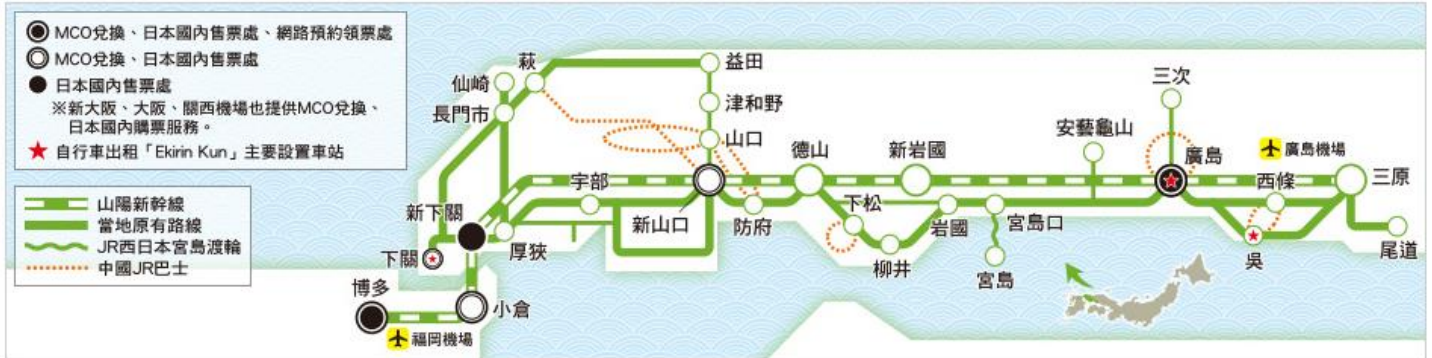 MCO兌換、日本國內售票處、網路預約領票處
MCO兌換、日本國內售票處
日本國內售票處
※新大阪、大阪、關西機場也提供MCO兌換、
日本國內購票服務。
自行車出租「Ekirin Kun」主要設置車站
山陽新幹線
當地原有路線
JR西日本宮島渡輪
中國JR巴士
萩
仙崎
長門市
益田
津和野
山口
宇部
新下關
下關
厚狹
新山口
防府
德山
下松
柳井
新岩國
岩國
宮島口
宮島
安藝龜山
三次
廣島
廣島機場
西條
三原
吳
尾道
博多
小倉
福岡機場